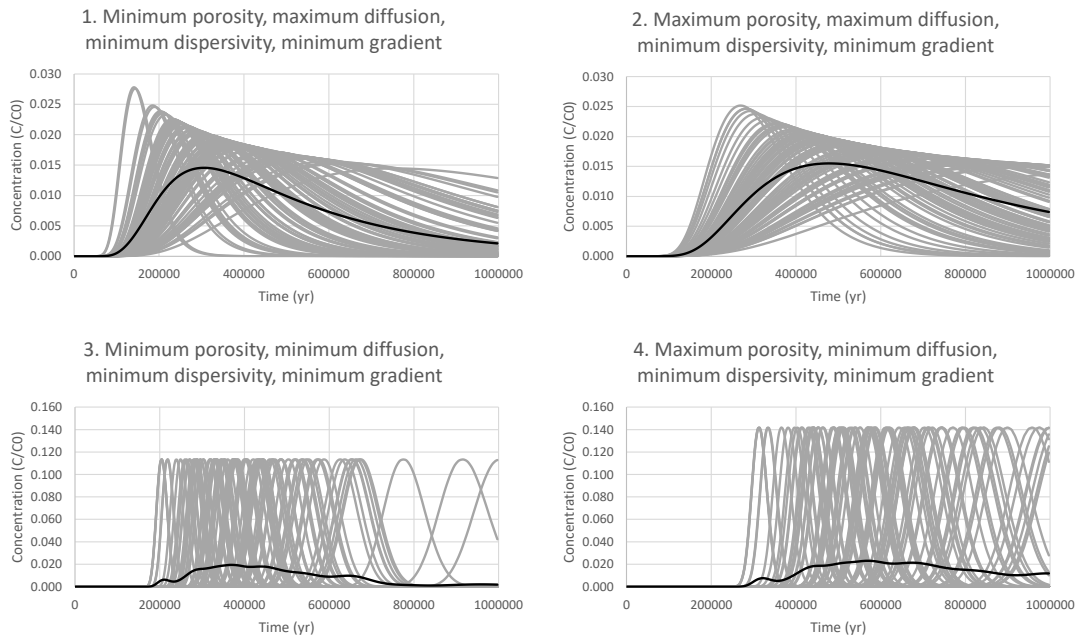 1. Minimum porosity, maximum diffusion,
minimum dispersivity, minimum gradient
0.030
0.025
0.020
0.015
0.010
0.005
0.000
Concentration (C/C0)
0 200000 400000 600000 800000 1000000
Time (yr)
2. Maximum porosity, maximum diffusion,
minimum dispersivity, minimum gradient
0.030
0.025
0.020
0.015
0.010
0.005
0.000
Concentration (C/C0)
0 200000 400000 600000 800000 1000000
Time (yr)
3. Minimum porosity, minimum diffusion,
minimum dispersivity, minimum gradient
0.160
0.140
0.120
0.100
0.080
0.060
0.040
0.020
0.000
Concentration (C/C0)
0 200000 400000 600000 800000 1000000
Time (yr)
4. Maximum porosity, minimum diffusion,
minimum dispersivity, minimum gradient
0.160
0.140
0.120
0.100
0.080
0.060
0.040
0.020
0.000
Concentration (C/C0)
0 200000 400000 600000 800000 1000000
Time (yr)